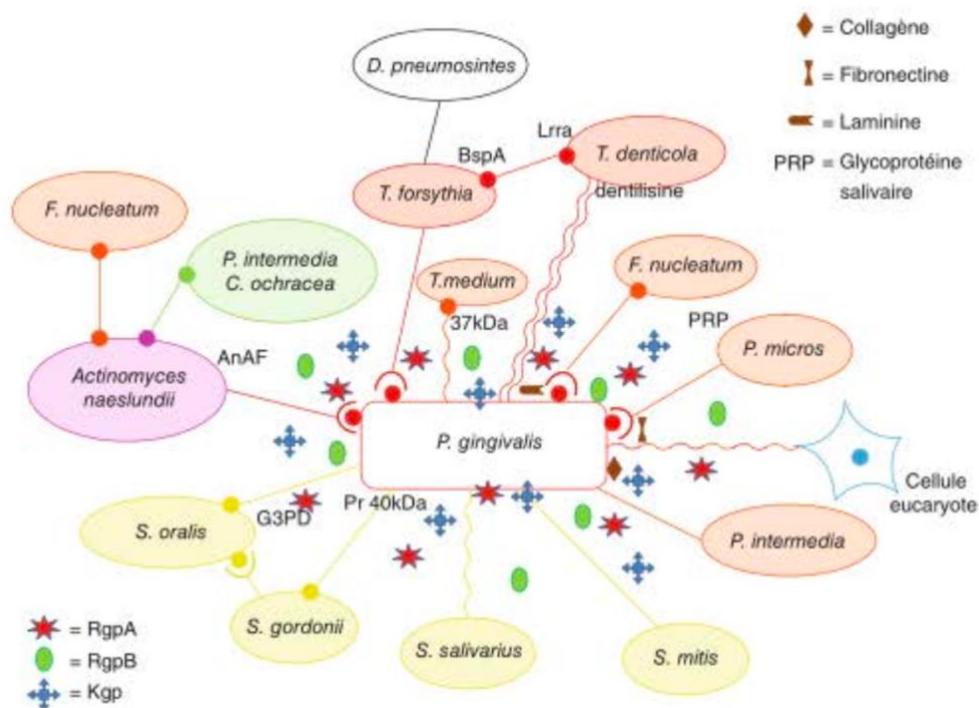 D. pneumosintes
= Collagène
= Fibronectine
= Laminine
PRP = Glycoprotéine
salivaire
Lrra
BspA
T. denticola
dentilisine
T. forsythia
F. nucleatum
P. intermedia
C. ochracea
T.medium
37kDa
F. nucleatum
PRP
P. micros
AnAF
Actinomyces
naeslundii
P. gingivalis
Cellule
eucaryote
G3PD
Pr 40kDa
S. oralis
P. intermedia
S. gordonii
S. salivarius
S. mitis
= RgpA
= RgpB
= Kgp